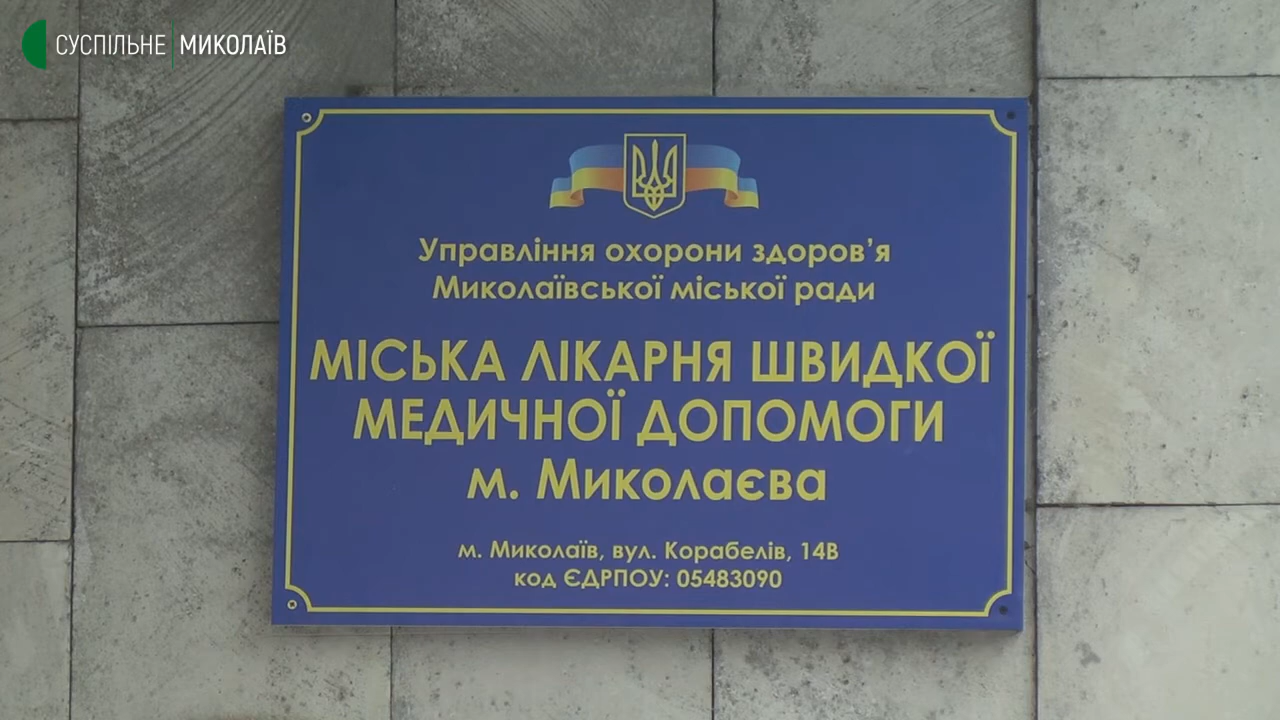 СУСПІЛЬНЕ МИКОЛАЇВ
Управління охорони здоров’я
Миколаївської міської ради
МІСЬКА ЛІКАРНЯ ШВИДКОЇ
МЕДИЧНОЇ ДОПОМОГИ
м. Миколаєва
м. Миколаїв, вул. Корабелів, 14В
код ЄДРПОУ: 05483090